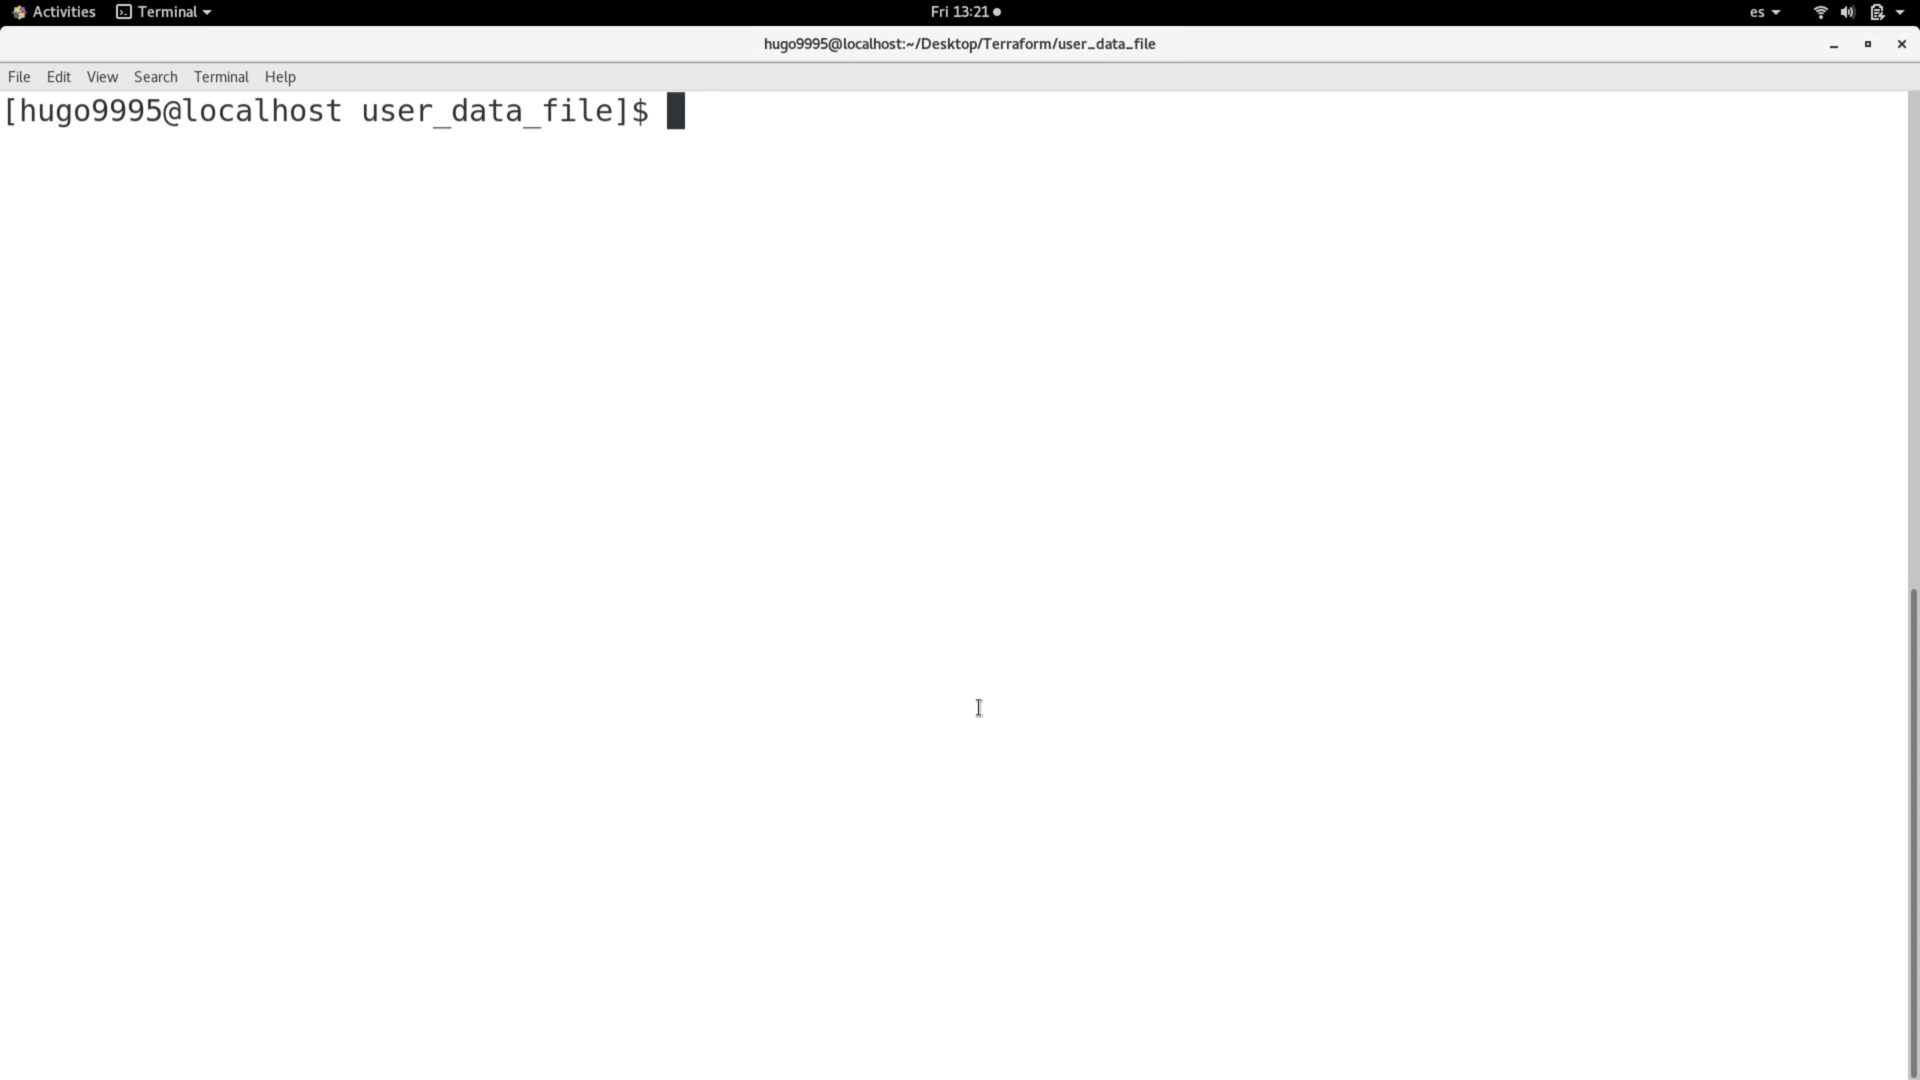 Activities Terminal Fri 13:21 es
hugo9995@localhost:~/Desktop/Terraform/user_data_file
File Edit View Search Terminal Help
[hugo9995@localhost user_data_file]$